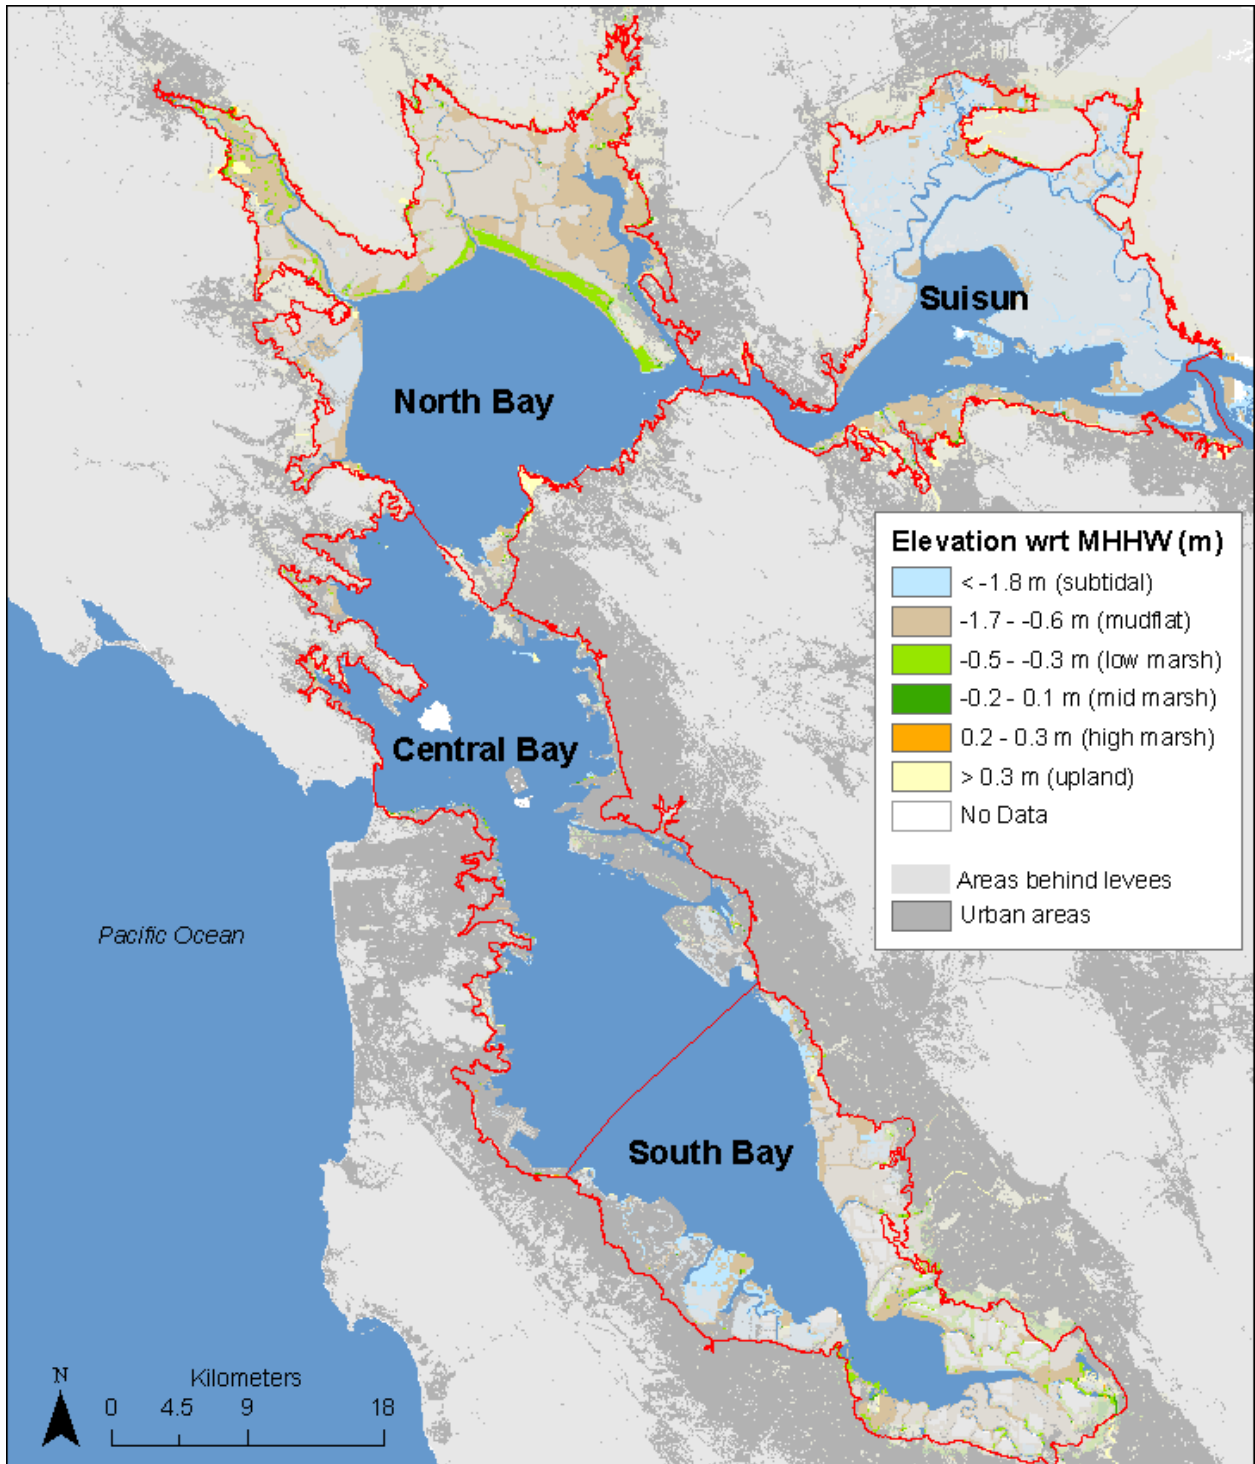 Suisun
North Bay
Elevation wrt MHHW (m)
< -1.8 m (subtidal)
-1.7 - -0.6 m (mudflat)
-0.5 - -0.3 m (low marsh)
-0.2 - 0.1 m (mid marsh)
0.2 - 0.3 m (high marsh)
> 0.3 m (upland)
No Data
Areas behind levees
Urban areas
Central Bay
Pacific Ocean
South Bay
N
Kilometers
0 4.5 9 18